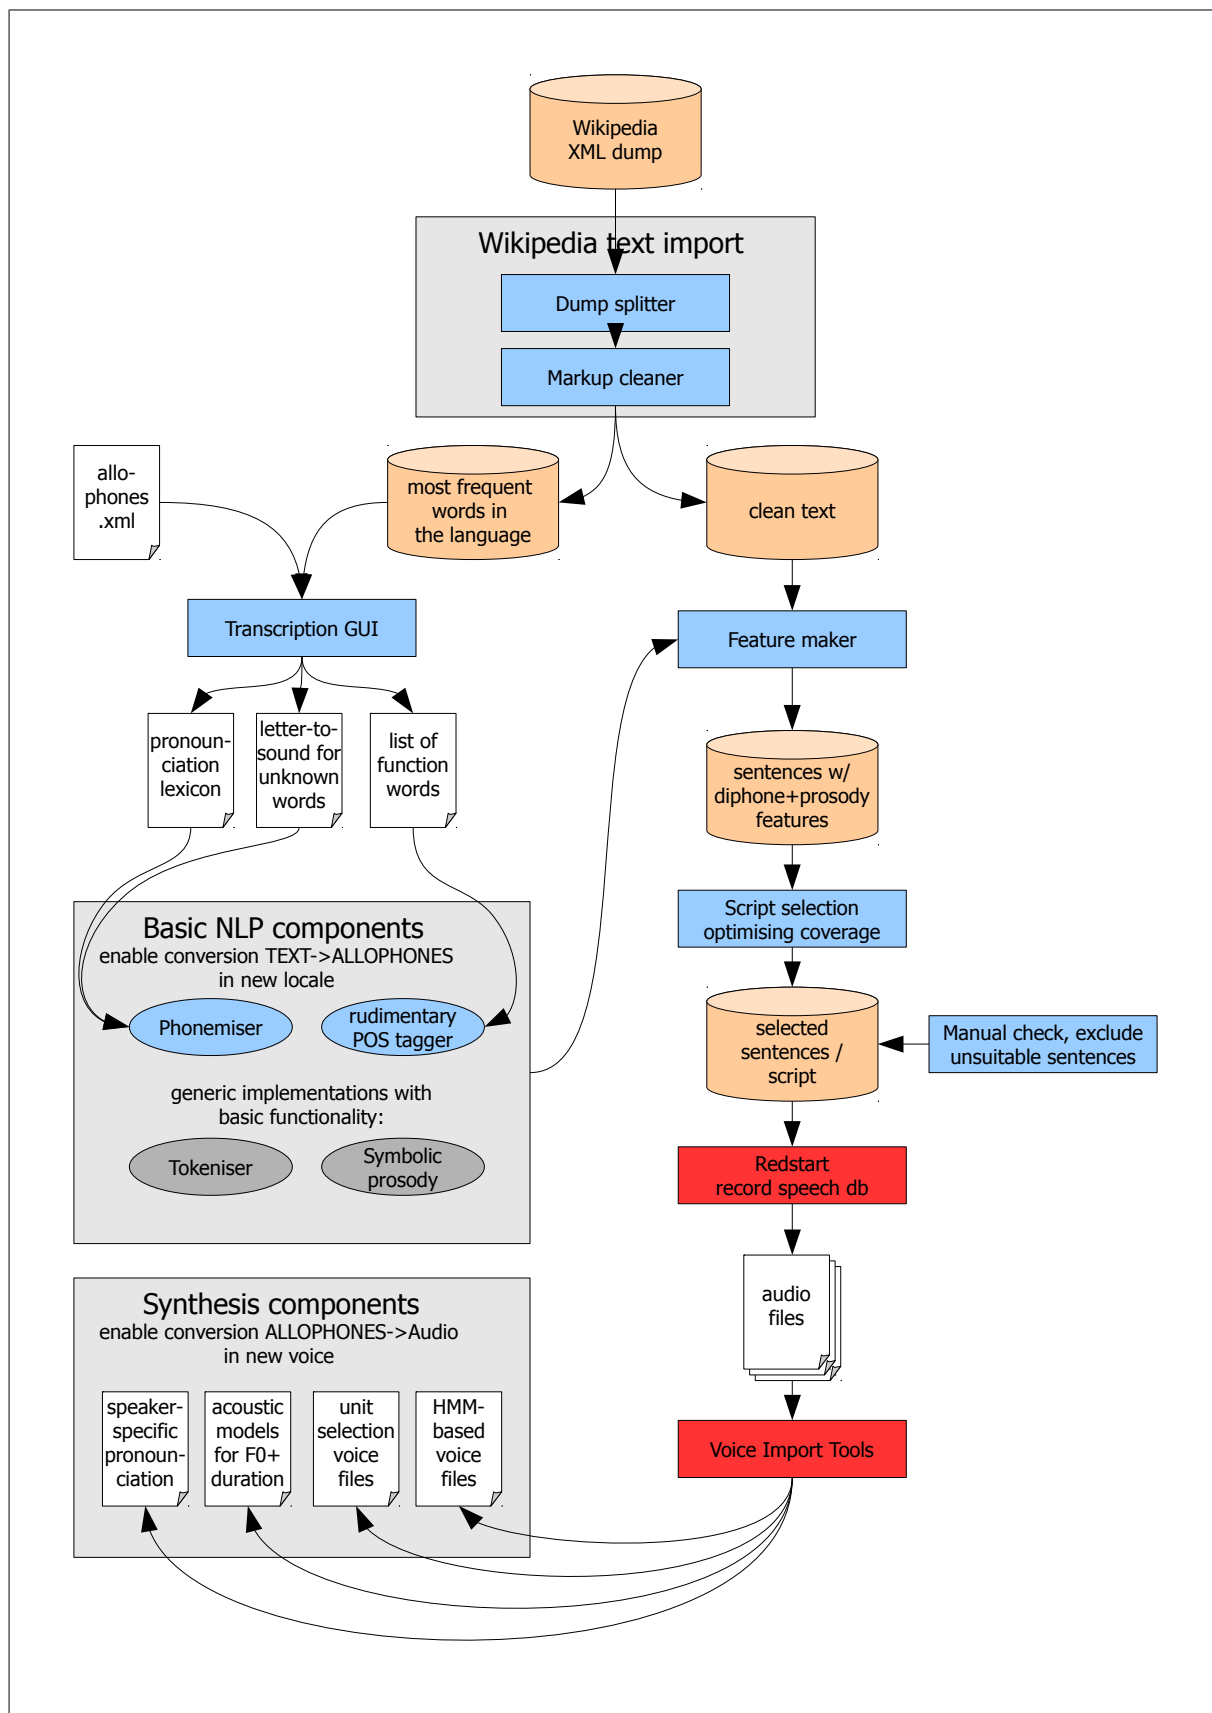 Wikipedia
XML dump
Wikipedia text import
Dump splitter
Markup cleaner
allo-
phones
.xml
most frequent
words in
the language
clean text
Transcription GUI
Feature maker
pronoun-
ciation
lexicon
letter-to-
sound for
unknown
words
list of
function
words
sentences w/
diphone+prosody
features
Script selection
optimising coverage
Basic NLP components
enable conversion TEXT->ALLOPHONES
in new locale
Phonemiser
rudimentary
POS tagger
generic implementations with
basic functionality:
Tokeniser
Symbolic
prosody
selected
sentences /
script
Manual check, exclude
unsuitable sentences
Redstart
record speech db
audio
files
Synthesis components
enable conversion ALLOPHONES->Audio
in new voice
speaker-
specific
pronoun-
ciation
acoustic
models
for F0+
duration
unit
selection
voice
files
HMM-
based
voice
files
Voice Import Tools